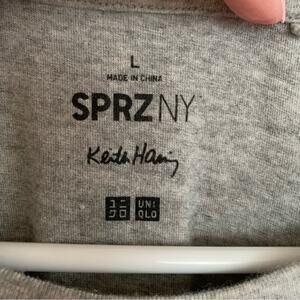 L
MADE IN CHINA
SPRZ NY
Keith Haring
ユニ UNI
クロ QLO